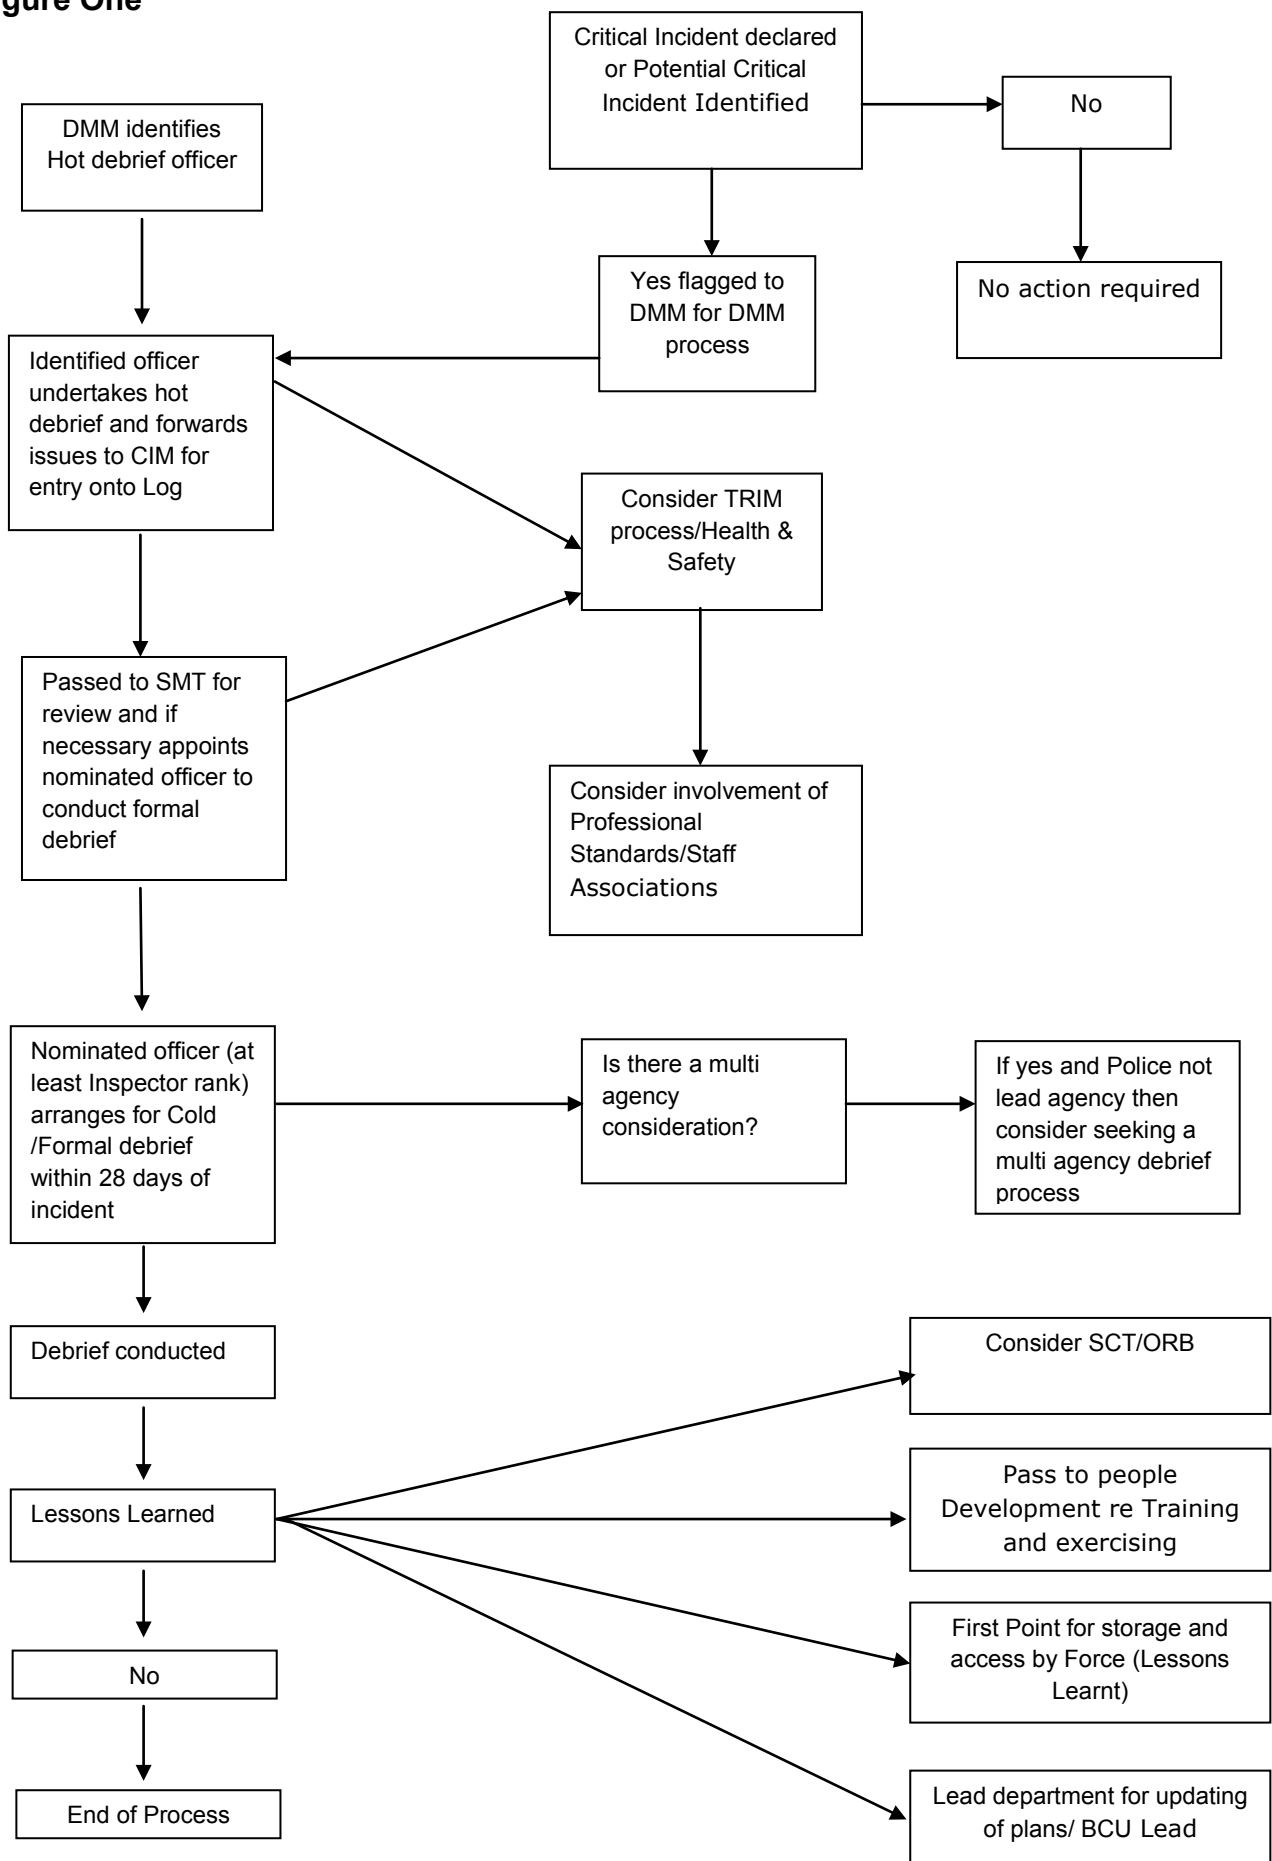 gure One
Critical Incident declared
or Potential Critical
Incident Identified
No
DMM identifies
Hot debrief officer
Yes flagged to
DMM for DMM
process
No action required
Identified officer
undertakes hot
debrief and forwards
issues to CIM for
entry onto Log
Consider TRIM
process/Health &
Safety
Passed to SMT for
review and if
necessary appoints
nominated officer to
conduct formal
debrief
Consider involvement of
Professional
Standards/Staff
Associations
Nominated officer (at
least Inspector rank)
arranges for Cold
/Formal debrief
within 28 days of
incident
Is there a multi
agency
consideration?
If yes and Police not
lead agency then
consider seeking a
multi agency debrief
process
Debrief conducted
Consider SCT/ORB
Pass to people
Development re Training
and exercising
Lessons Learned
First Point for storage and
access by Force (Lessons
Learnt)
No
Lead department for updating
of plans/ BCU Lead
End of Process